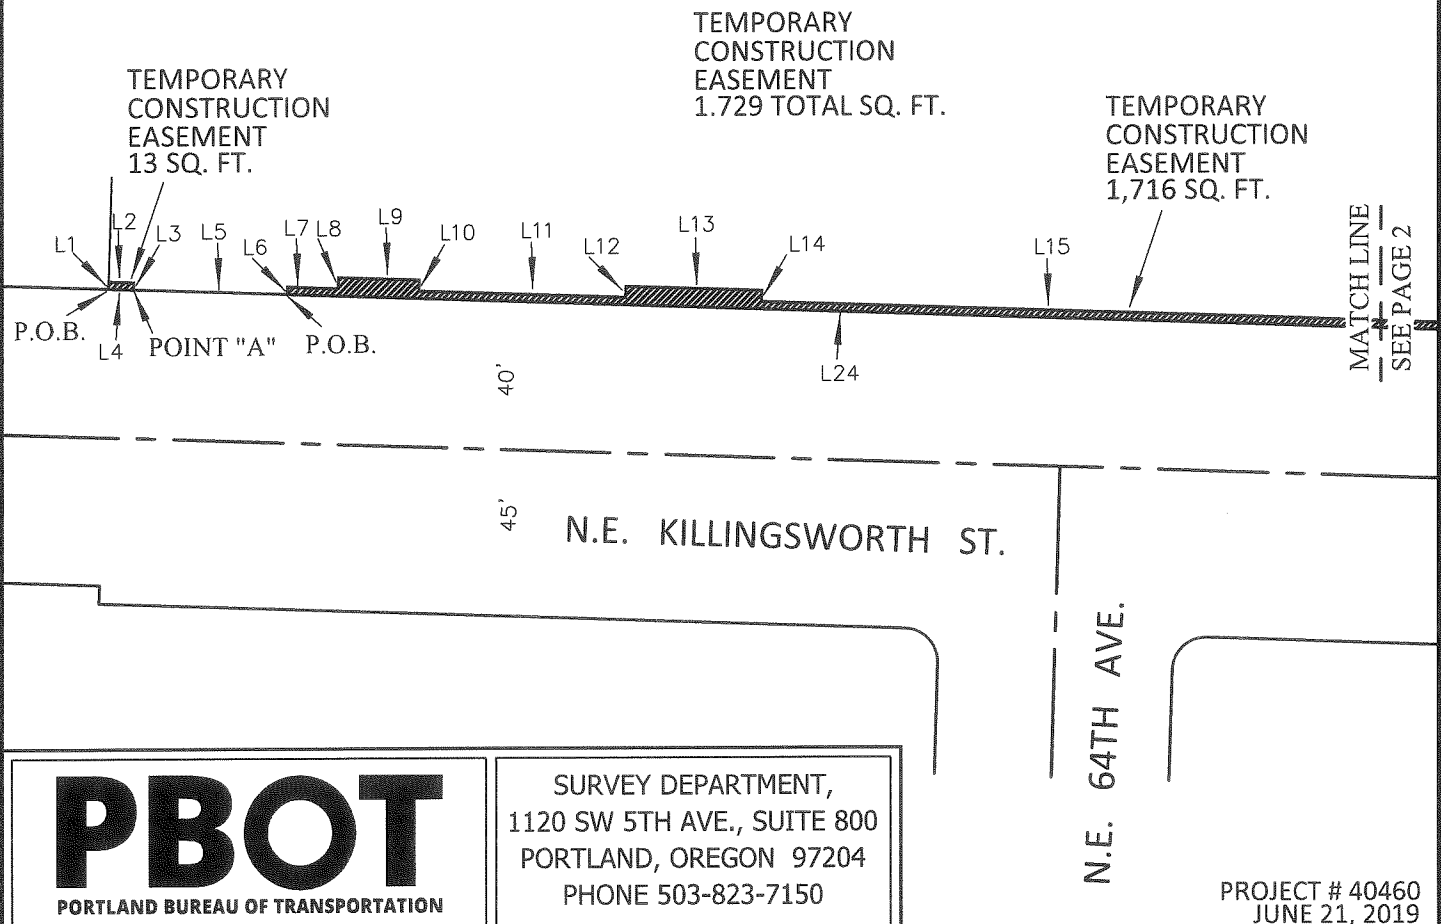 TEMPORARY
CONSTRUCTION
EASEMENT
13 SQ. FT.
TEMPORARY
CONSTRUCTION
EASEMENT
1.729 TOTAL SQ. FT.
TEMPORARY
CONSTRUCTION
EASEMENT
1,716 SQ. FT.
L1
L2
L3
L5
L6
L7
L8
L9
L10
L11
L12
L13
L14
L15
MATCH LINE
SEE PAGE 2
P.O.B.
L4
POINT "A"
P.O.B.
L24
40'
45'
N.E. KILLINGSWORTH ST.
N.E. 64TH AVE.
PBOT
PORTLAND BUREAU OF TRANSPORTATION
SURVEY DEPARTMENT,
1120 SW 5TH AVE., SUITE 800
PORTLAND, OREGON 97204
PHONE 503-823-7150
PROJECT # 40460
JUNE 21, 2019